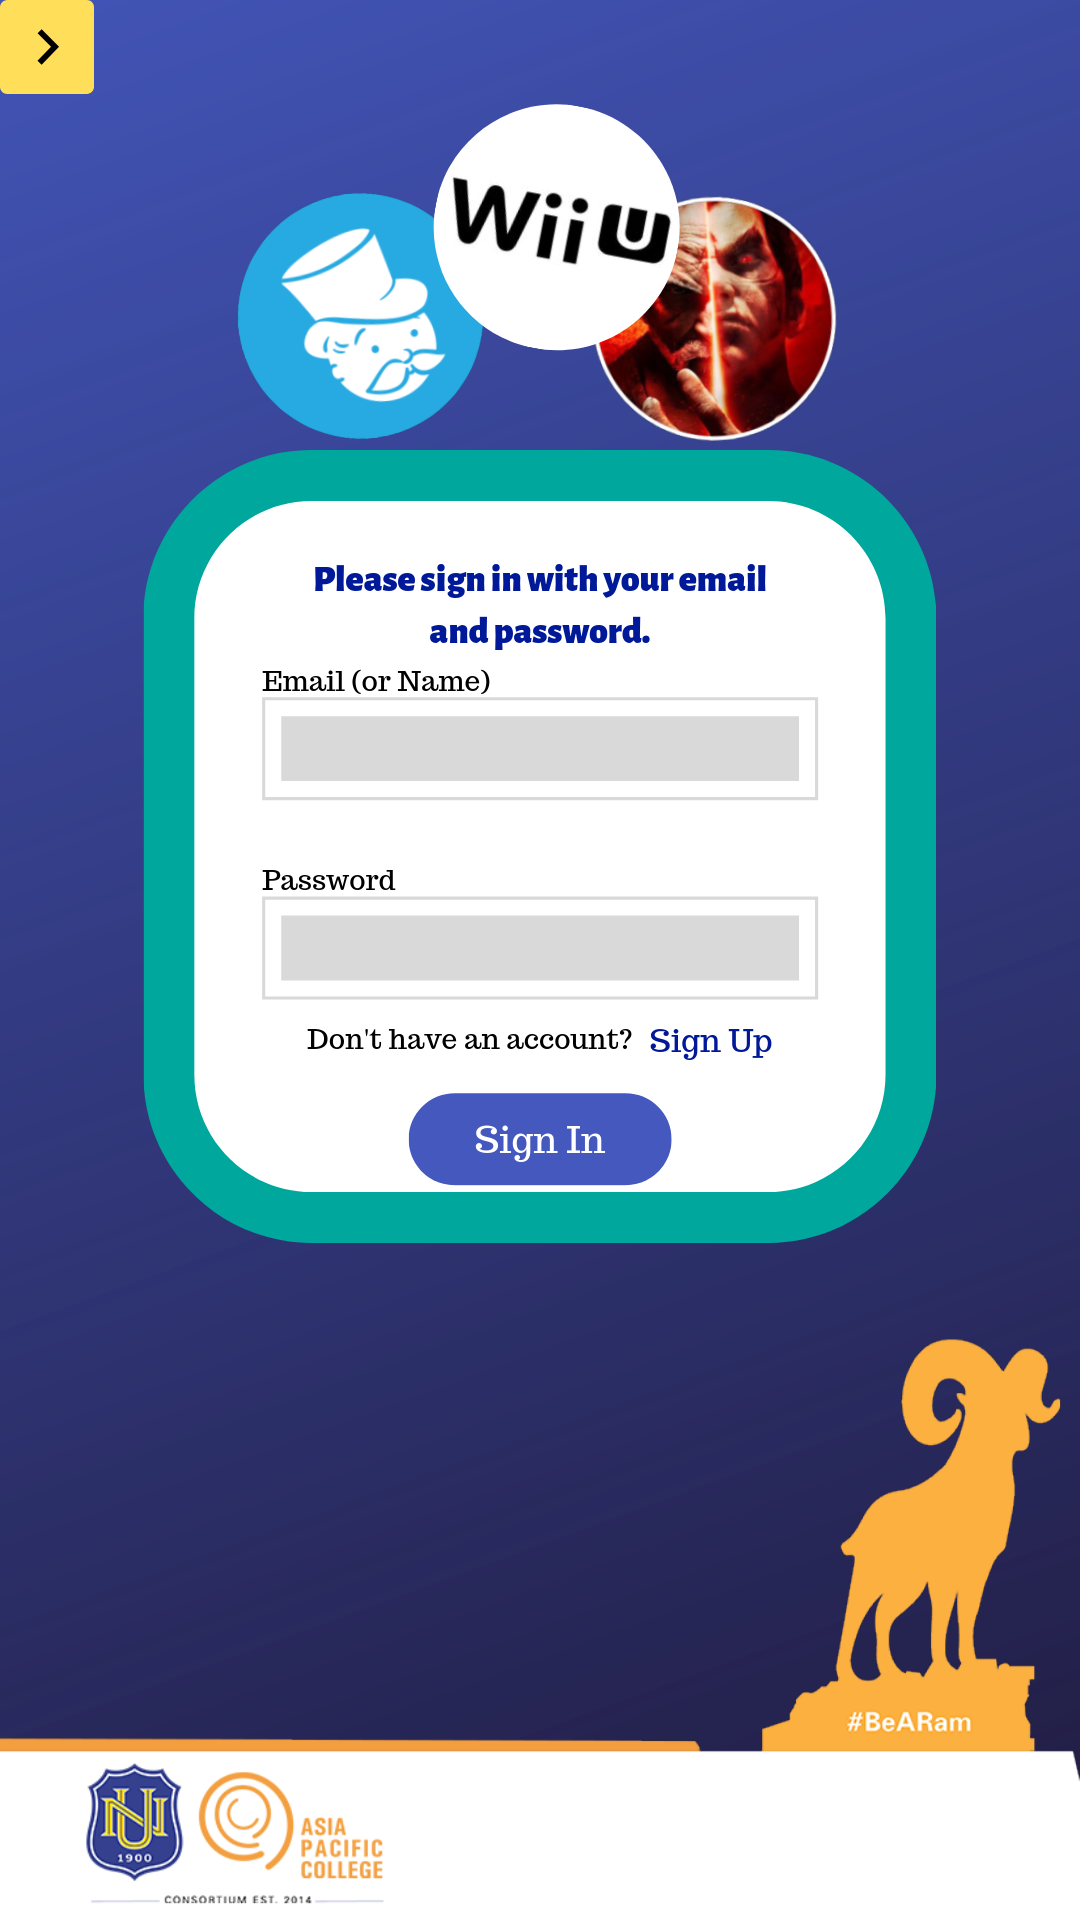 Wii U
Please sign in with your email
and password.
Email (or Name)
Password
Don't have an account? Sign Up
Sign In
#BeARam
NU
1900
ASIA
PACIFIC
COLLEGE
CONSORTIUM EST. 2014